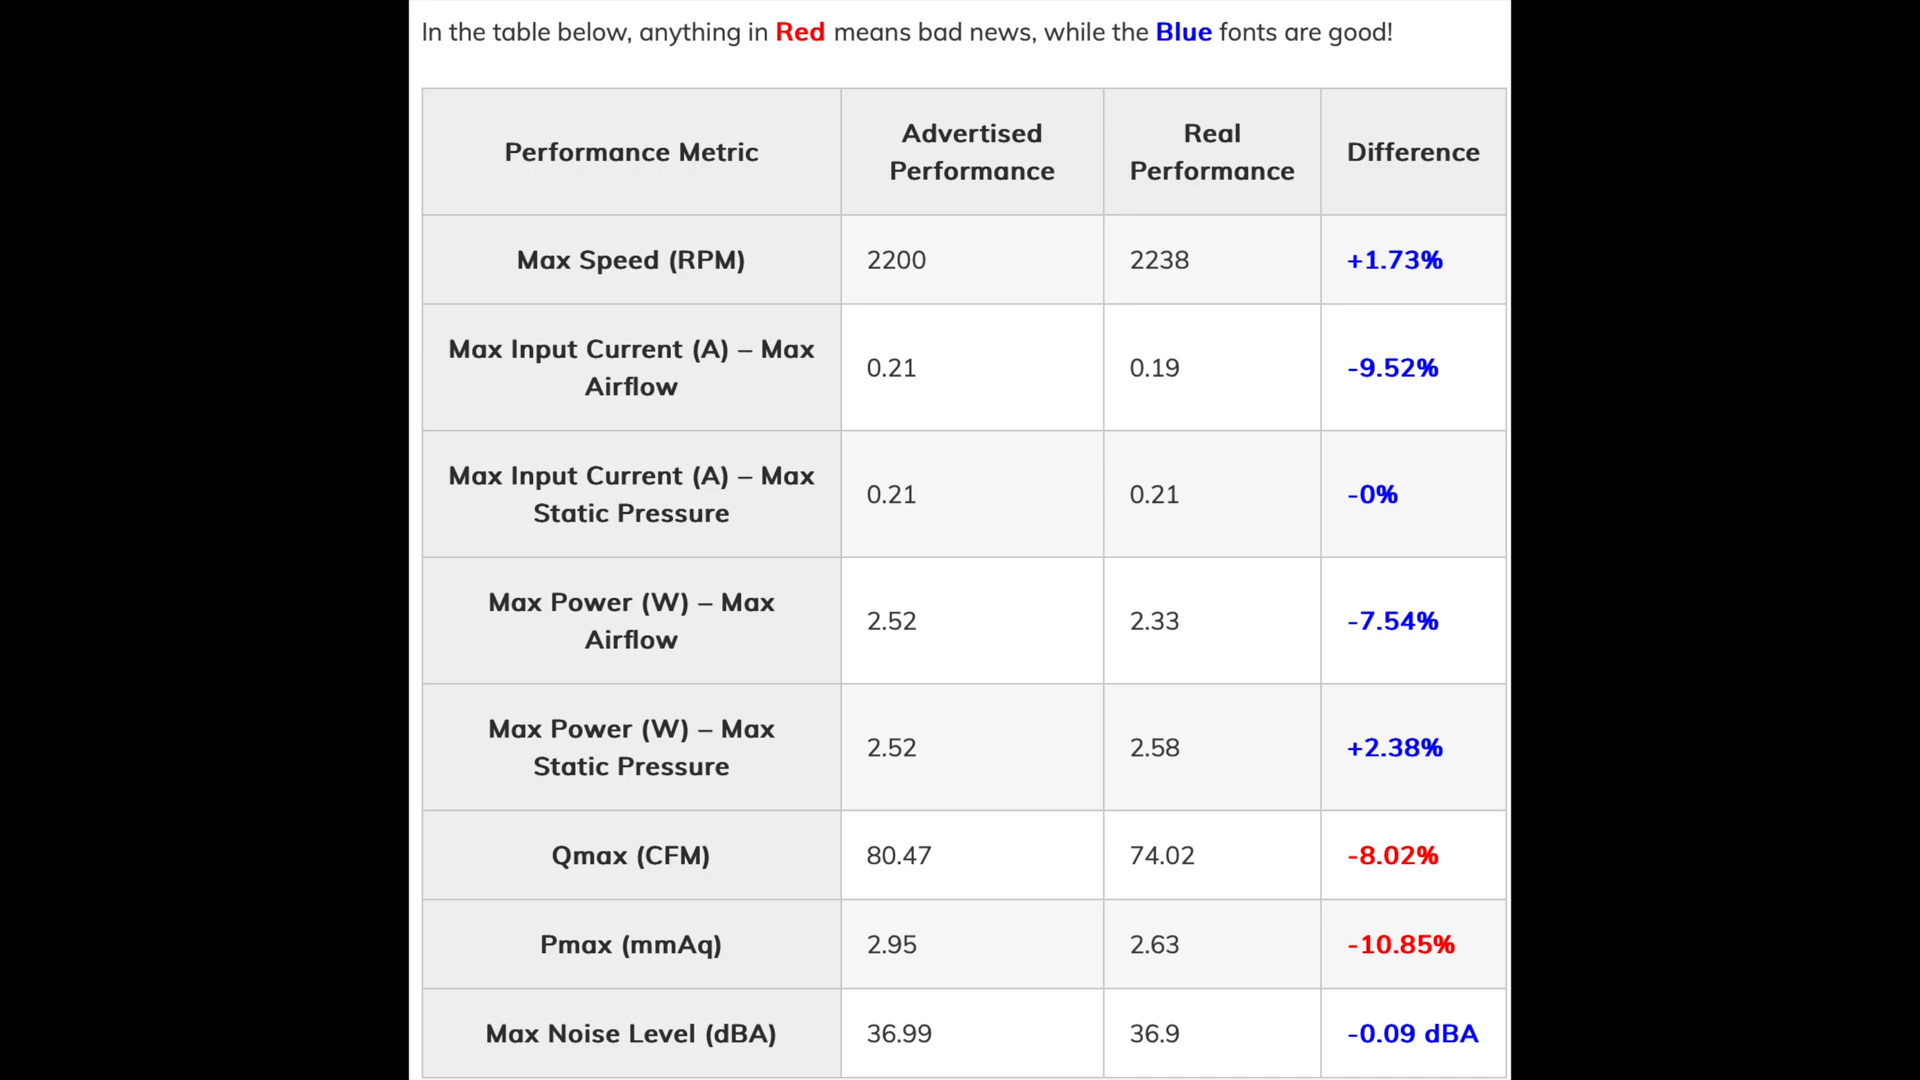 In the table below, anything in Red means bad news, while the Blue fonts are good!
Performance Metric
Advertised
Performance
Real
Performance
Difference
Max Speed (RPM)
2200
2238
+1.73%
Max Input Current (A) – Max
Airflow
0.21
0.19
-9.52%
Max Input Current (A) – Max
Static Pressure
0.21
0.21
-0%
Max Power (W) – Max
Airflow
2.52
2.33
-7.54%
Max Power (W) – Max
Static Pressure
2.52
2.58
+2.38%
Qmax (CFM)
80.47
74.02
-8.02%
Pmax (mmAq)
2.95
2.63
-10.85%
Max Noise Level (dBA)
36.99
36.9
-0.09 dBA